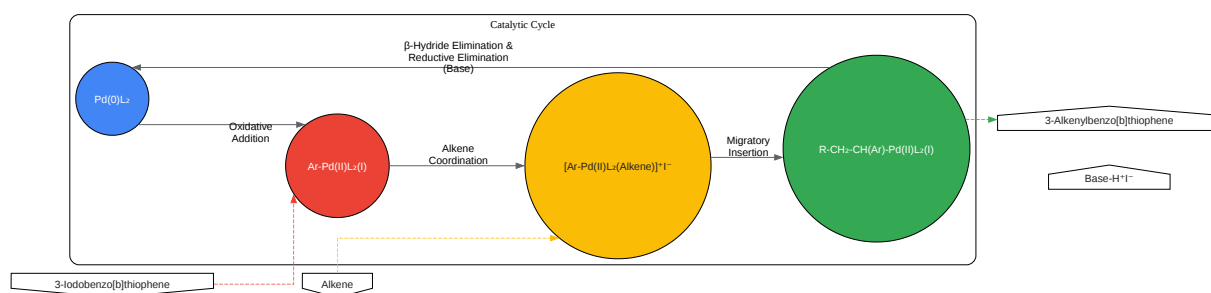 Catalytic Cycle
β-Hydride Elimination &
Reductive Elimination
(Base)
Pd(0)L₂
Oxidative
Addition
Ar-Pd(II)L₂(I)
Alkene
Coordination
[Ar-Pd(II)L₂(Alkene)]⁺I⁻
Migratory
Insertion
R-CH₂-CH(Ar)-Pd(II)L₂(I)
3-Alkenylbenzo[b]thiophene
Base-H⁺I⁻
3-Iodobenzo[b]thiophene
Alkene